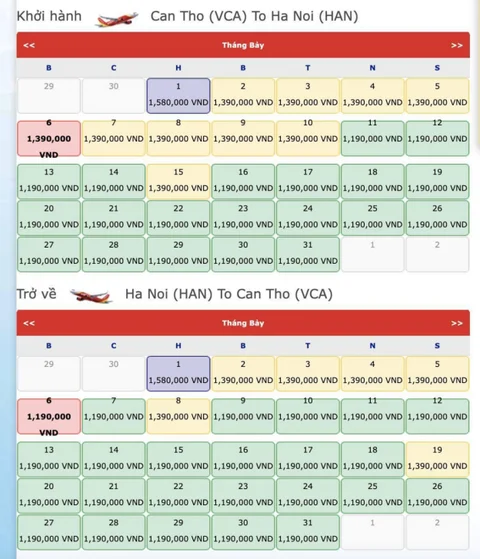 Khởi hành Can Tho (VCA) To Ha Noi (HAN)
<< Tháng Bảy >>
B C H B T N S
29 30 1 2 3 4 5
1,580,000 VND 1,390,000 VND 1,390,000 VND 1,390,000 VND 1,390,000 VND
6 7 8 9 10 11 12
1,390,000 VND 1,390,000 VND 1,390,000 VND 1,390,000 VND 1,390,000 VND 1,190,000 VND 1,190,000 VND
13 14 15 16 17 18 19
1,190,000 VND 1,190,000 VND 1,390,000 VND 1,190,000 VND 1,190,000 VND 1,190,000 VND 1,190,000 VND
20 21 22 23 24 25 26
1,190,000 VND 1,190,000 VND 1,190,000 VND 1,190,000 VND 1,190,000 VND 1,190,000 VND 1,190,000 VND
27 28 29 30 31 1 2
1,190,000 VND 1,190,000 VND 1,190,000 VND 1,190,000 VND 1,190,000 VND
Trở về Ha Noi (HAN) To Can Tho (VCA)
<< Tháng Bảy >>
B C H B T N S
29 30 1 2 3 4 5
1,580,000 VND 1,390,000 VND 1,390,000 VND 1,390,000 VND 1,390,000 VND
6 7 8 9 10 11 12
1,190,000 VND 1,190,000 VND 1,390,000 VND 1,190,000 VND 1,190,000 VND 1,190,000 VND 1,190,000 VND
13 14 15 16 17 18 19
1,190,000 VND 1,190,000 VND 1,190,000 VND 1,190,000 VND 1,190,000 VND 1,190,000 VND 1,390,000 VND
20 21 22 23 24 25 26
1,190,000 VND 1,190,000 VND 1,190,000 VND 1,190,000 VND 1,190,000 VND 1,190,000 VND 1,190,000 VND
27 28 29 30 31 1 2
1,190,000 VND 1,190,000 VND 1,190,000 VND 1,190,000 VND 1,190,000 VND